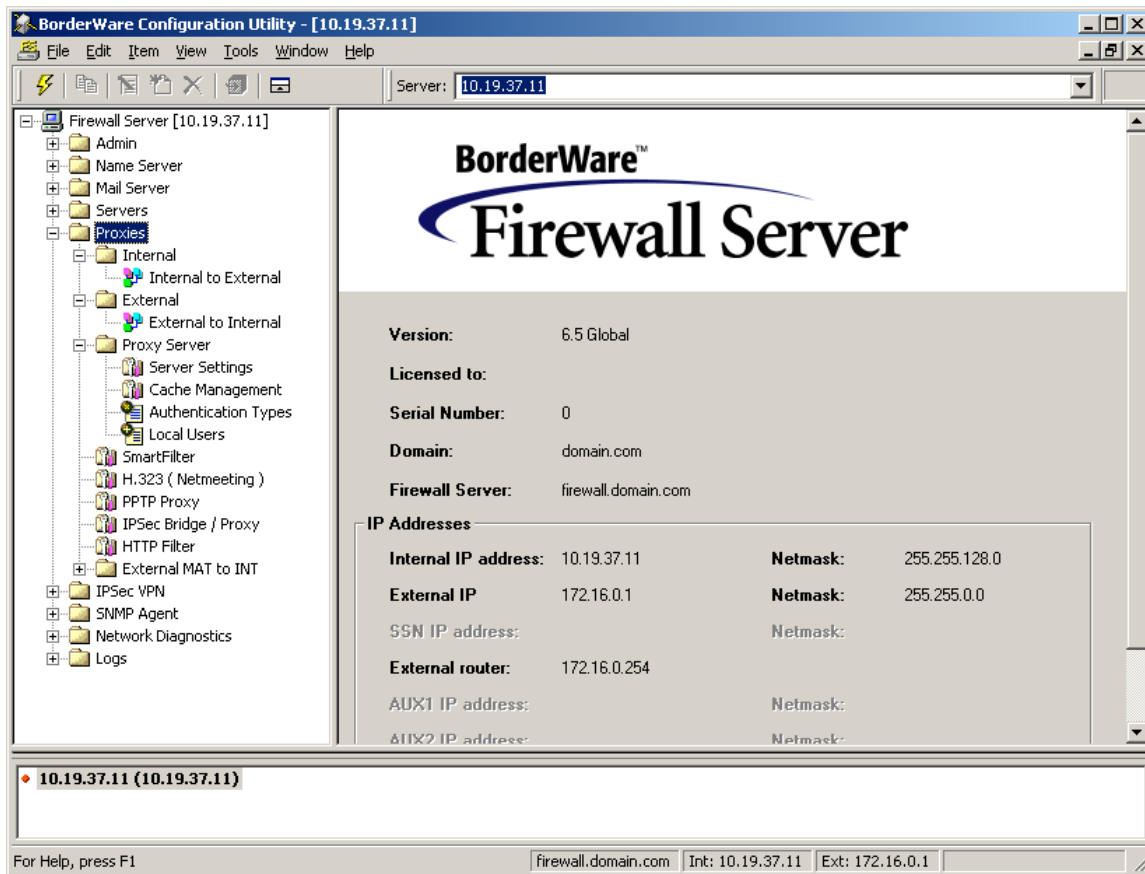 BorderWare Configuration Utility - [10.19.37.11]
File Edit Item View Tools Window Help
Server: 10.19.37.11
Firewall Server [10.19.37.11]
Admin
Name Server
Mail Server
Servers
Proxies
Internal
Internal to External
External
External to Internal
Proxy Server
Server Settings
Cache Management
Authentication Types
Local Users
SmartFilter
H.323 ( Netmeeting )
PPTP Proxy
IPSec Bridge / Proxy
HTTP Filter
External MAT to INT
IPSec VPN
SNMP Agent
Network Diagnostics
Logs
BorderWare™
Firewall Server
Version: 6.5 Global
Licensed to:
Serial Number: 0
Domain: domain.com
Firewall Server: firewall.domain.com
IP Addresses
Internal IP address: 10.19.37.11 Netmask: 255.255.128.0
External IP 172.16.0.1 Netmask: 255.255.0.0
SSN IP address: Netmask:
External router: 172.16.0.254
AUX1 IP address: Netmask:
AUX2 IP address: Netmask:
10.19.37.11 (10.19.37.11)
For Help, press F1 firewall.domain.com Int: 10.19.37.11 Ext: 172.16.0.1